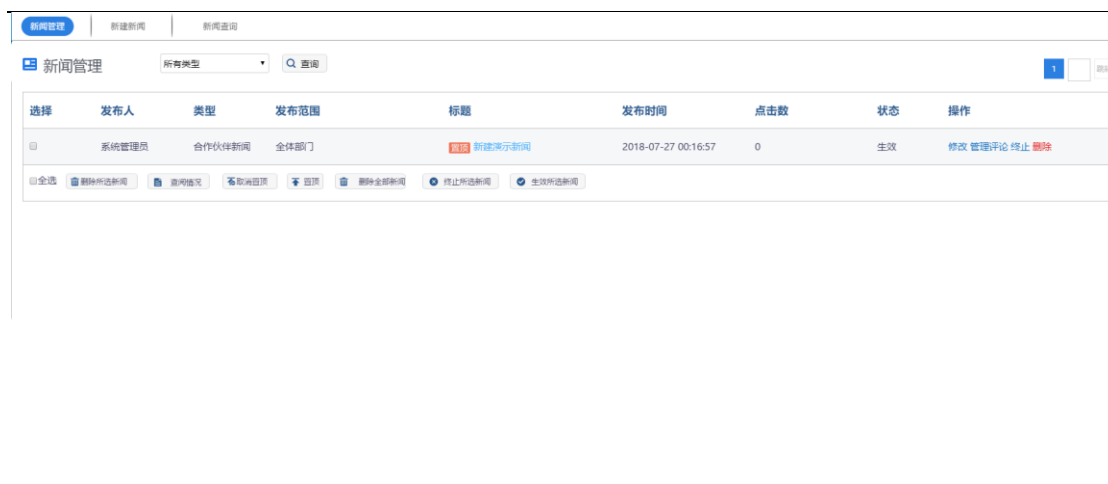 新闻管理 新建新闻 新闻查询
新闻管理 所有类型 查询 1
选择 发布人 类型 发布范围 标题 发布时间 点击数 状态 操作
系统管理员 合作伙伴新闻 全体部门 置顶 新建演示新闻 2018-07-27 00:16:57 0 生效 修改 管理评论 终止 删除
全选 删除所选新闻 查阅情况 取消置顶 置顶 删除全部新闻 终止所选新闻 生效所选新闻